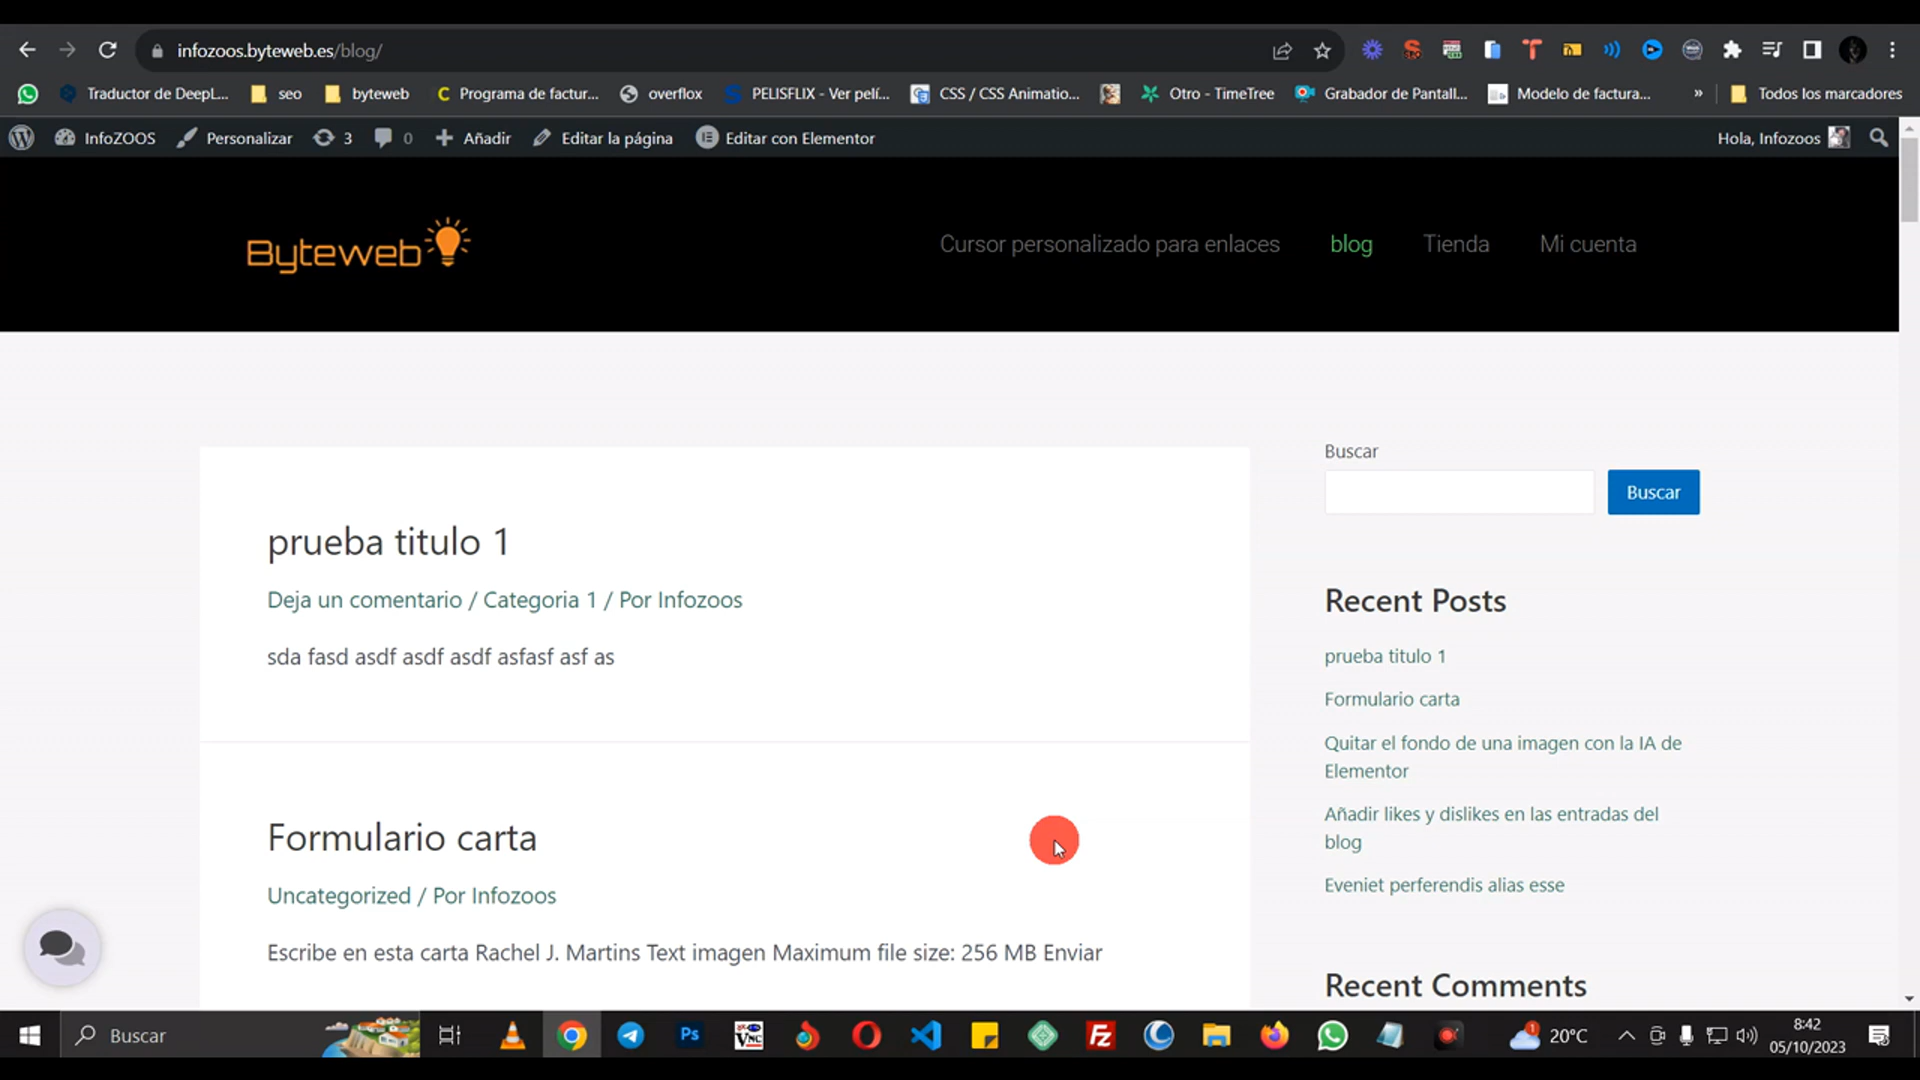 infozoos.byteweb.es/blog/
Traductor de DeepL...
seo
byteweb
Programa de factur...
overflox
PELISFLIX - Ver pelí...
CSS / CSS Animatio...
Otro - TimeTree
Grabador de Pantall...
Modelo de factura...
»
Todos los marcadores
InfoZOOS
Personalizar
3
0
Añadir
Editar la página
Editar con Elementor
Hola, Infozoos
Byteweb
Cursor personalizado para enlaces
blog
Tienda
Mi cuenta
prueba titulo 1
Deja un comentario / Categoria 1 / Por Infozoos
sda fasd asdf asdf asdf asfasf asf as
Formulario carta
Uncategorized / Por Infozoos
Escribe en esta carta Rachel J. Martins Text imagen Maximum file size: 256 MB Enviar
Buscar
Buscar
Recent Posts
prueba titulo 1
Formulario carta
Quitar el fondo de una imagen con la IA de
Elementor
Añadir likes y dislikes en las entradas del
blog
Eveniet perferendis alias esse
Recent Comments
Buscar
Ps
VNC
Fz
1
20°C
8:42
05/10/2023